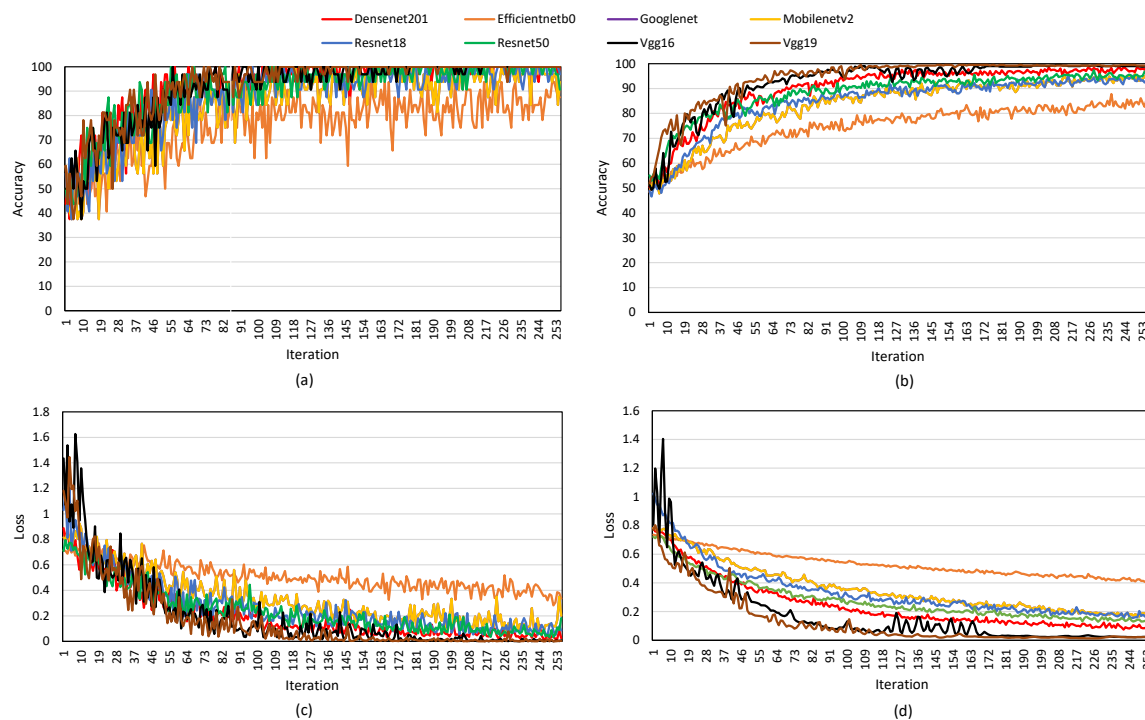 Densenet201 Efficientnetb0 Googlenet Mobilenetv2
Resnet18 Resnet50 Vgg16 Vgg19
100
90
80
70
60
50
40
30
20
10
0
Accuracy
1 10 19 28 37 46 55 64 73 82 91 100 109 118 127 136 145 154 163 172 181 190 199 208 217 226 235 244 253
Iteration
(a)
100
90
80
70
60
50
40
30
20
10
0
Accuracy
1 10 19 28 37 46 55 64 73 82 91 100 109 118 127 136 145 154 163 172 181 190 199 208 217 226 235 244 253
Iteration
(b)
1.8
1.6
1.4
1.2
1
0.8
0.6
0.4
0.2
0
Loss
1 10 19 28 37 46 55 64 73 82 91 100 109 118 127 136 145 154 163 172 181 190 199 208 217 226 235 244 253
Iteration
(c)
1.6
1.4
1.2
1
0.8
0.6
0.4
0.2
0
Loss
1 10 19 28 37 46 55 64 73 82 91 100 109 118 127 136 145 154 163 172 181 190 199 208 217 226 235 244
Iteration
(d)